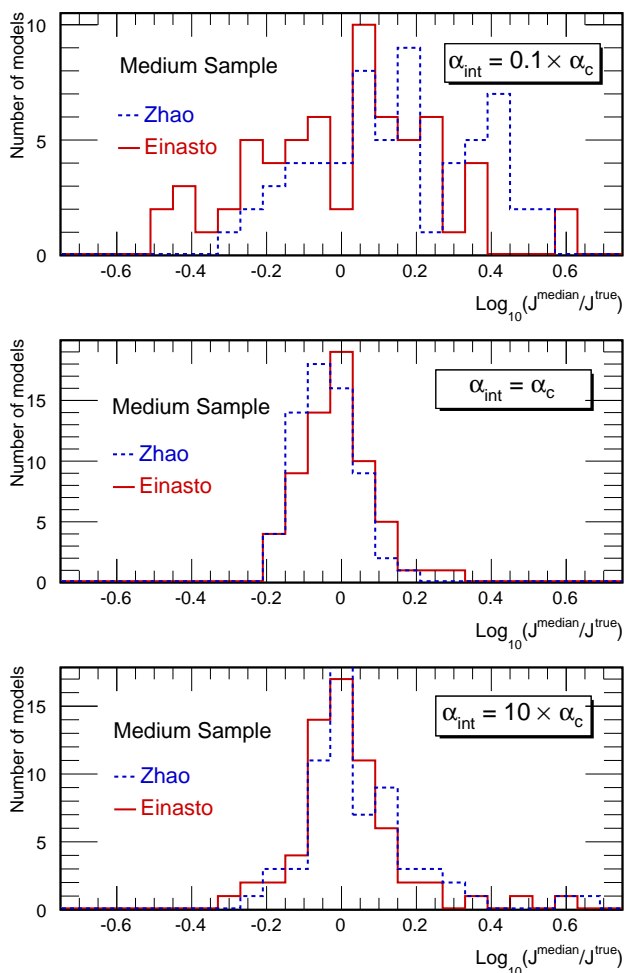 Number of models
10
5
0
Medium Sample
Zhao
Einasto
α_int = 0.1 × α_c
-0.6 -0.4 -0.2 0 0.2 0.4 0.6
Log₁₀(J^median/J^true)
Number of models
15
10
5
0
Medium Sample
Zhao
Einasto
α_int = α_c
-0.6 -0.4 -0.2 0 0.2 0.4 0.6
Log₁₀(J^median/J^true)
Number of models
15
10
5
0
Medium Sample
Zhao
Einasto
α_int = 10 × α_c
-0.6 -0.4 -0.2 0 0.2 0.4 0.6
Log₁₀(J^median/J^true)